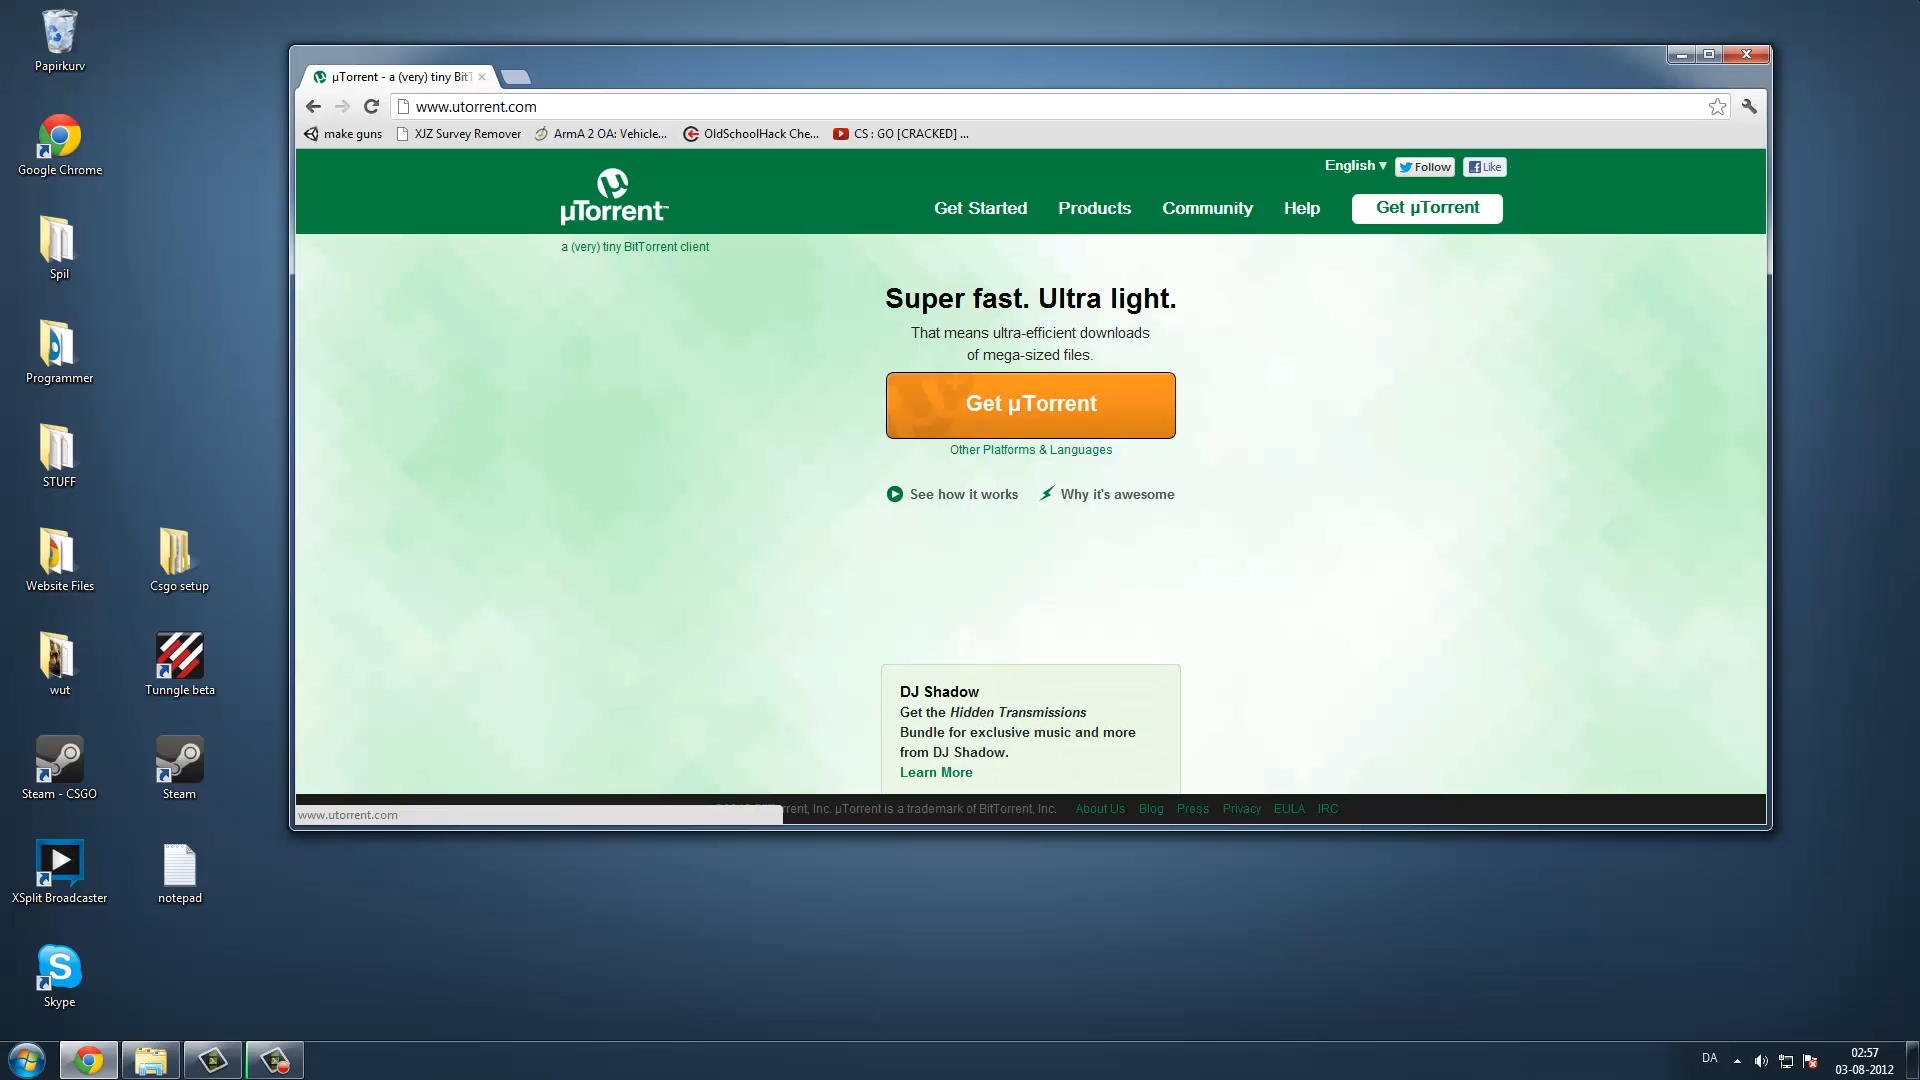 Papirkurv
Google Chrome
Spil
Programmer
STUFF
Website Files
Csgo setup
wut
Tunngle beta
Steam - CSGO
Steam
XSplit Broadcaster
notepad
Skype
µTorrent - a (very) tiny BitT
www.utorrent.com
make guns
XJZ Survey Remover
ArmA 2 OA: Vehicle...
OldSchoolHack Che...
CS : GO [CRACKED] ...
English ▾
Follow
Like
µTorrent™
Get Started
Products
Community
Help
Get µTorrent
a (very) tiny BitTorrent client
Super fast. Ultra light.
That means ultra-efficient downloads
of mega-sized files.
Get µTorrent
Other Platforms & Languages
See how it works
Why it's awesome
DJ Shadow
Get the Hidden Transmissions
Bundle for exclusive music and more
from DJ Shadow.
Learn More
Inc. µTorrent is a trademark of BitTorrent, Inc.
About Us
Blog
Press
Privacy
EULA
IRC
www.utorrent.com
DA
02:57
03-08-2012